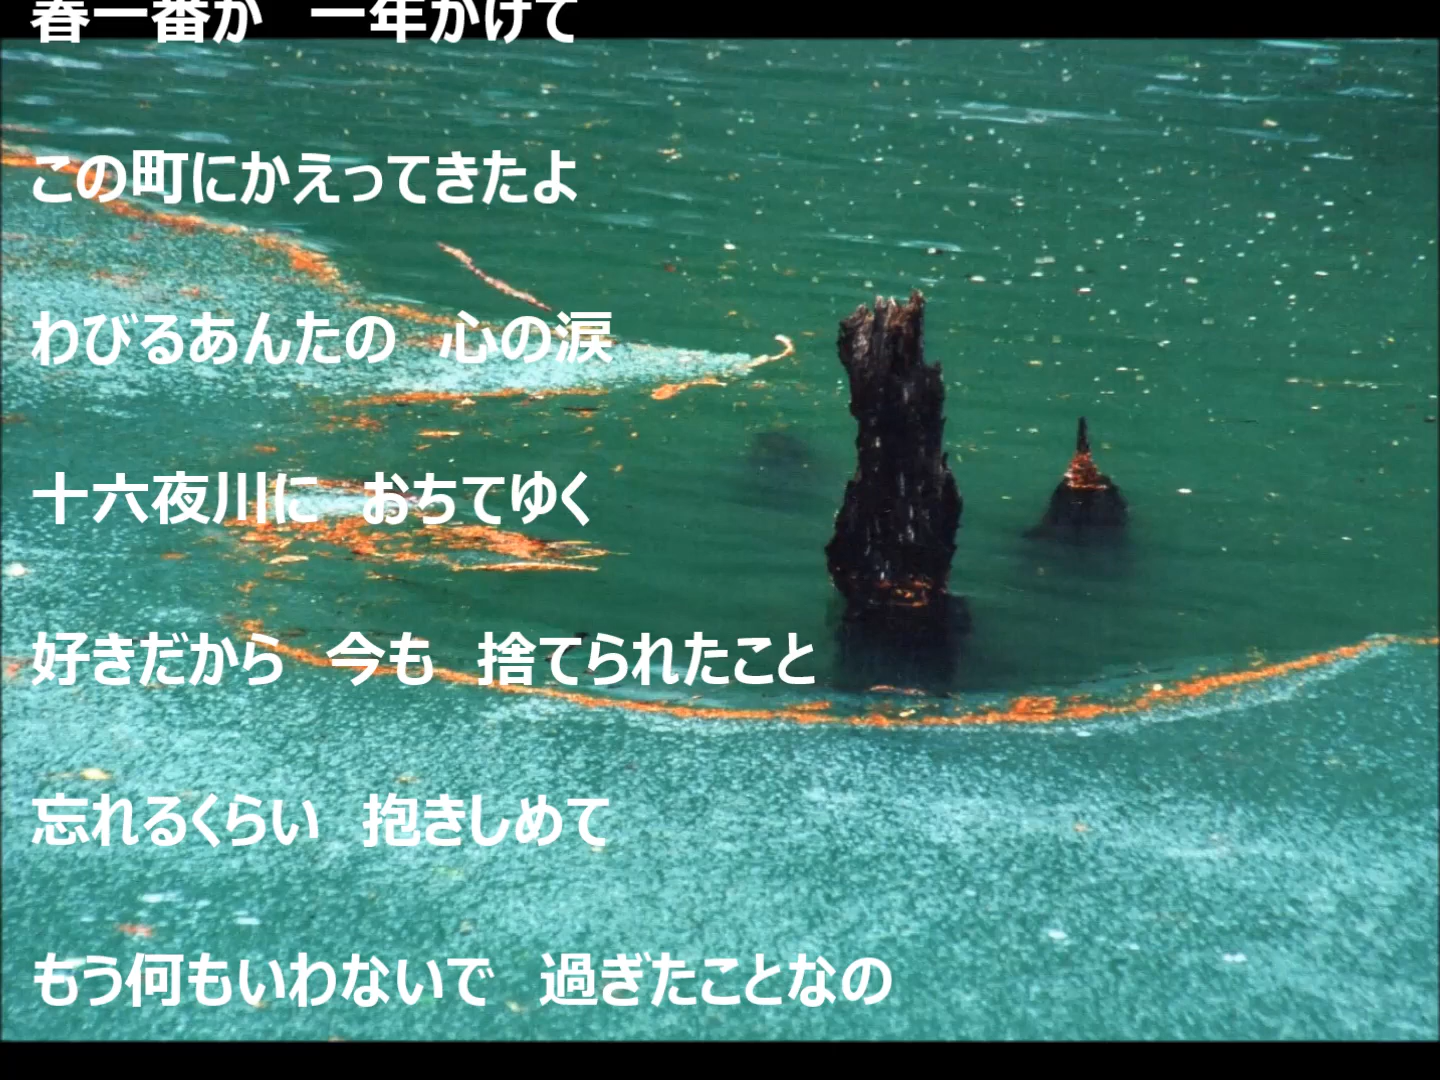 春一番が　一年かけて
この町にかえってきたよ
わびるあんたの　心の涙
十六夜川に　おちてゆく
好きだから　今も　捨てられたこと
忘れるくらい　抱きしめて
もう何もいわないで　過ぎたことなの